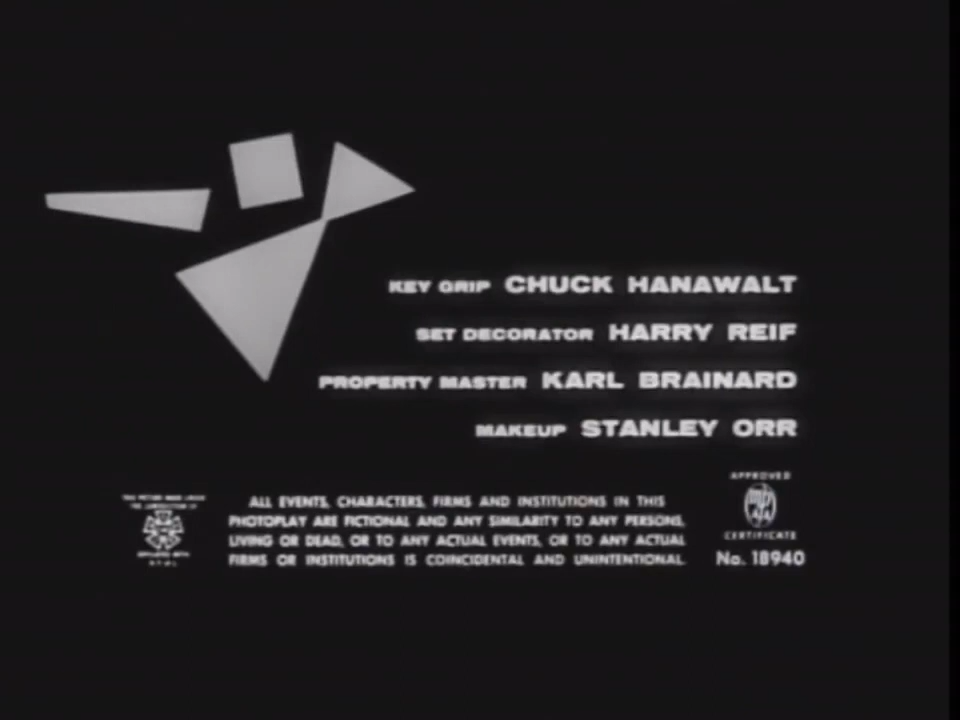 KEY GRIP CHUCK HANAWALT
SET DECORATOR HARRY REIF
PROPERTY MASTER KARL BRAINARD
MAKEUP STANLEY ORR
ALL EVENTS, CHARACTERS, FIRMS AND INSTITUTIONS IN THIS
PHOTOPLAY ARE FICTIONAL AND ANY SIMILARITY TO ANY PERSONS,
LIVING OR DEAD, OR TO ANY ACTUAL EVENTS, OR TO ANY ACTUAL
FIRMS OR INSTITUTIONS IS COINCIDENTAL AND UNINTENTIONAL.
APPROVED
CERTIFICATE
No. 18940